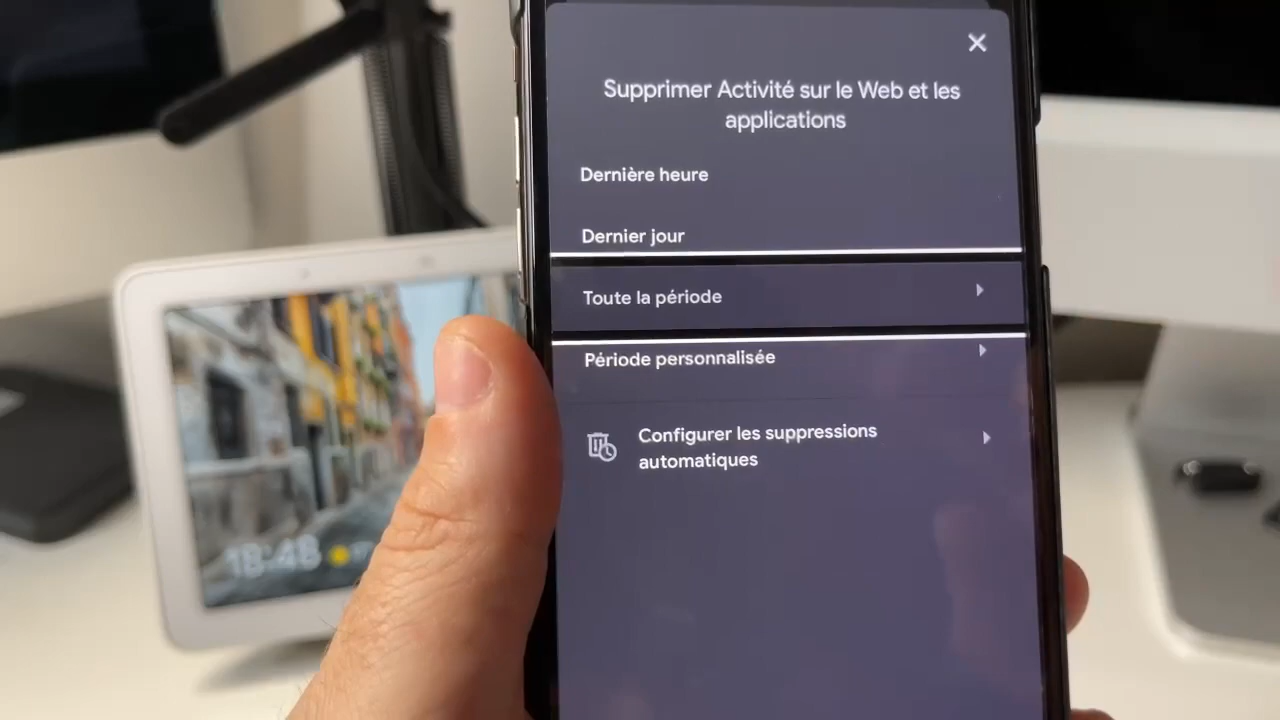 Supprimer Activité sur le Web et les
applications
Dernière heure
Dernier jour
Toute la période
Période personnalisée
Configurer les suppressions
automatiques
18:48